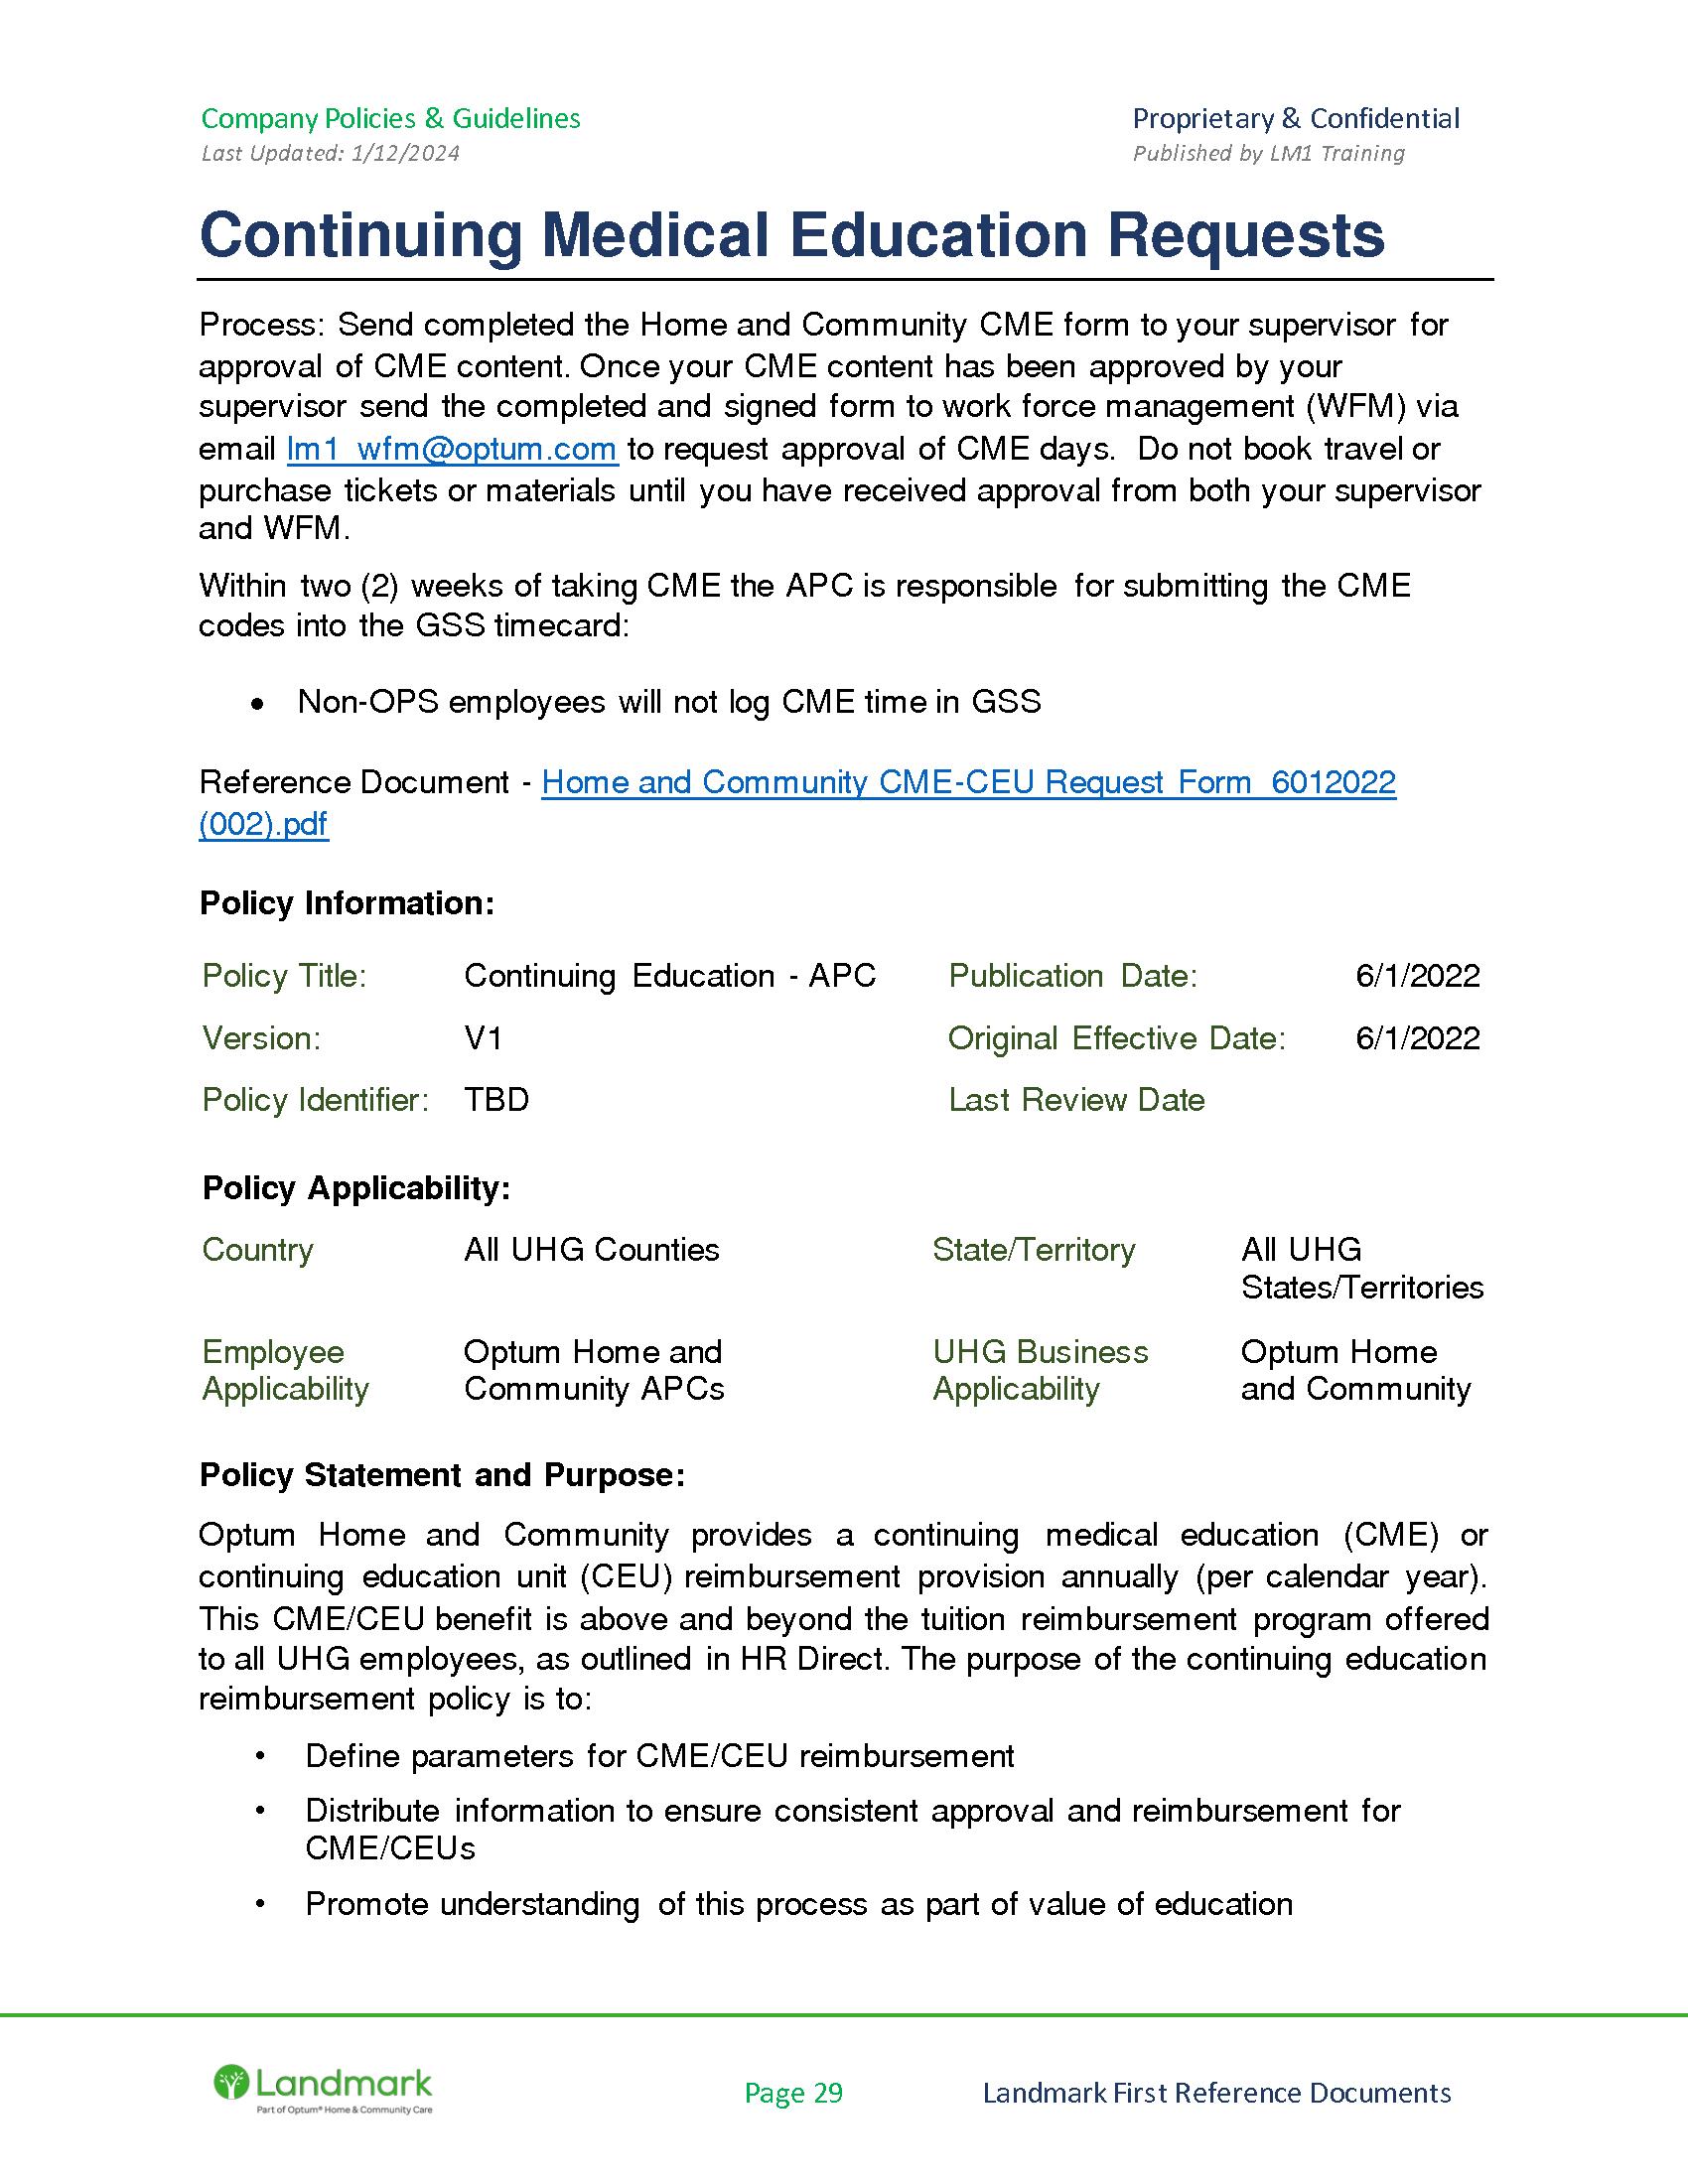 Company Policies & Guidelines
Proprietary & Confidential
Last Updated: 1/12/2024
Published by LM1 Training
Continuing Medical Education Requests
Process: Send completed the Home and Community CME form to your supervisor for
approval of CME content. Once your CME content has been approved by your
supervisor send the completed and signed form to work force management (WFM) via
email lm1_wfm@optum.com to request approval of CME days. Do not book travel or
purchase tickets or materials until you have received approval from both your supervisor
and WFM.
Within two (2) weeks of taking CME the APC is responsible for submitting the CME
codes into the GSS timecard:
• Non-OPS employees will not log CME time in GSS
Reference Document - Home and Community CME-CEU Request Form_6012022
(002).pdf
Policy Information:
Policy Title: Continuing Education - APC Publication Date: 6/1/2022
Version: V1 Original Effective Date: 6/1/2022
Policy Identifier: TBD Last Review Date
Policy Applicability:
Country All UHG Counties State/Territory All UHG
States/Territories
Employee Optum Home and UHG Business Optum Home
Applicability Community APCs Applicability and Community
Policy Statement and Purpose:
Optum Home and Community provides a continuing medical education (CME) or
continuing education unit (CEU) reimbursement provision annually (per calendar year).
This CME/CEU benefit is above and beyond the tuition reimbursement program offered
to all UHG employees, as outlined in HR Direct. The purpose of the continuing education
reimbursement policy is to:
• Define parameters for CME/CEU reimbursement
• Distribute information to ensure consistent approval and reimbursement for
CME/CEUs
• Promote understanding of this process as part of value of education
Landmark
Part of Optum® Home & Community Care
Page 29
Landmark First Reference Documents